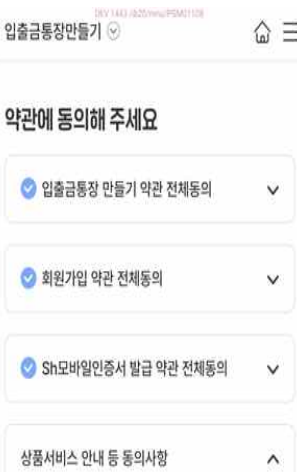 입출금통장만들기
약관에 동의해 주세요
입출금통장 만들기 약관 전체동의
회원가입 약관 전체동의
Sh모바일인증서 발급 약관 전체동의
상품서비스 안내 등 동의사항